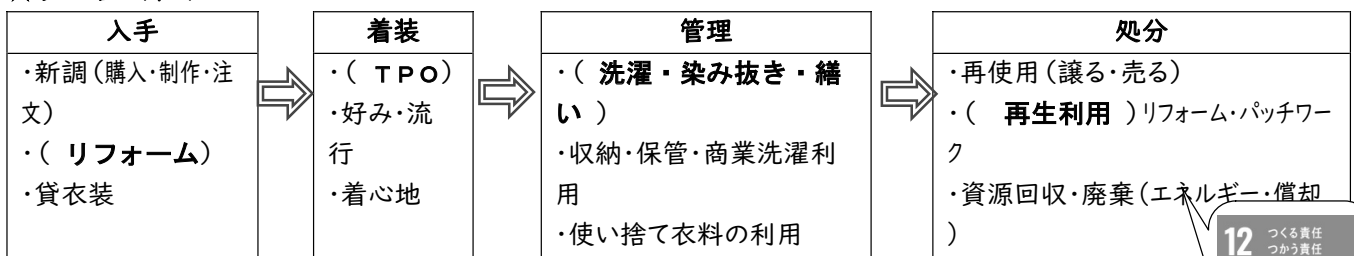 入手
・新調(購入・制作・注
文)
・( リフォーム)
・貸衣装
着装
・( TPO)
・好み・流
行
・着心地
管理
・( 洗濯・染み抜き・繕
い )
・収納・保管・商業洗濯利
用
・使い捨て衣料の利用
処分
・再使用(譲る・売る)
・( 再生利用 )リフォーム・パッチワー
ク
・資源回収・廃棄(エネルギー・償却
)
12 つくる責任
つかう責任